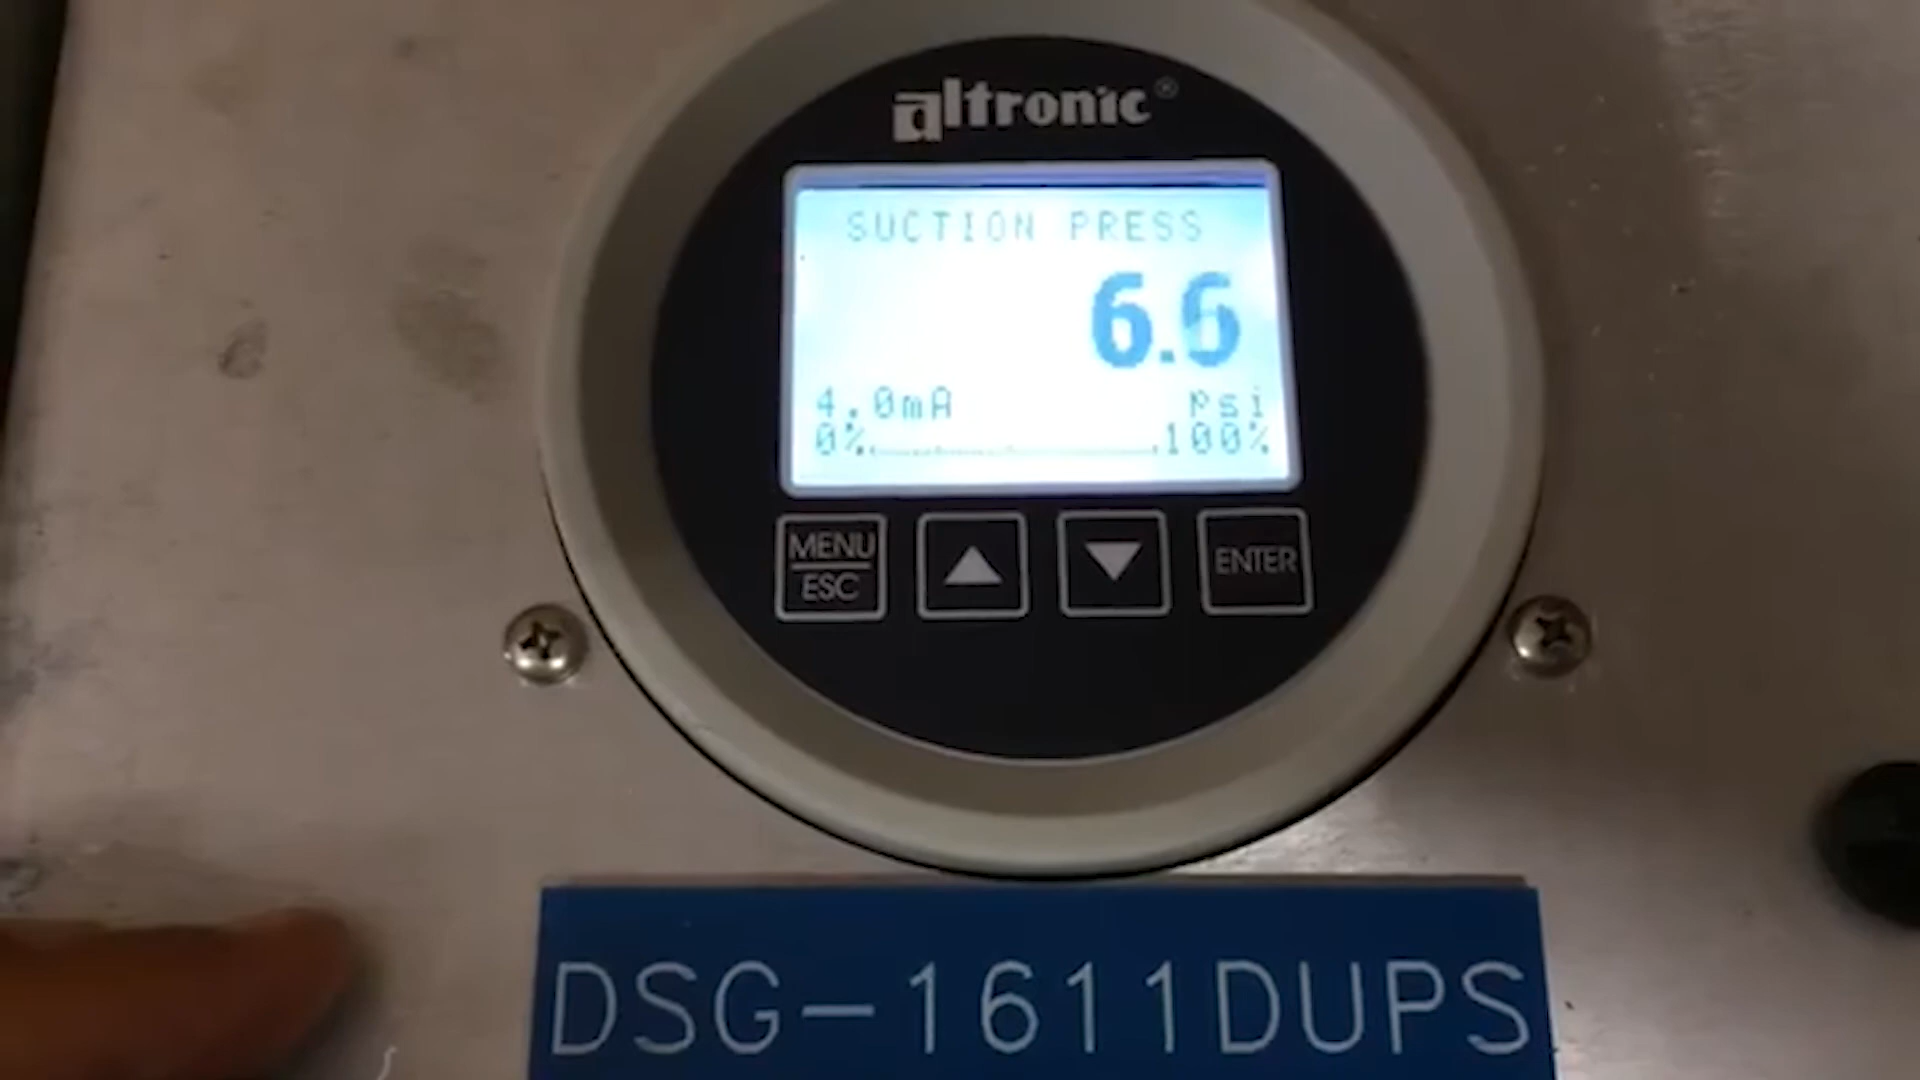 altronic®
SUCTION PRESS
6.6
4.0mA psi
0% 100%
MENU
ESC
ENTER
DSG-1611DUPS